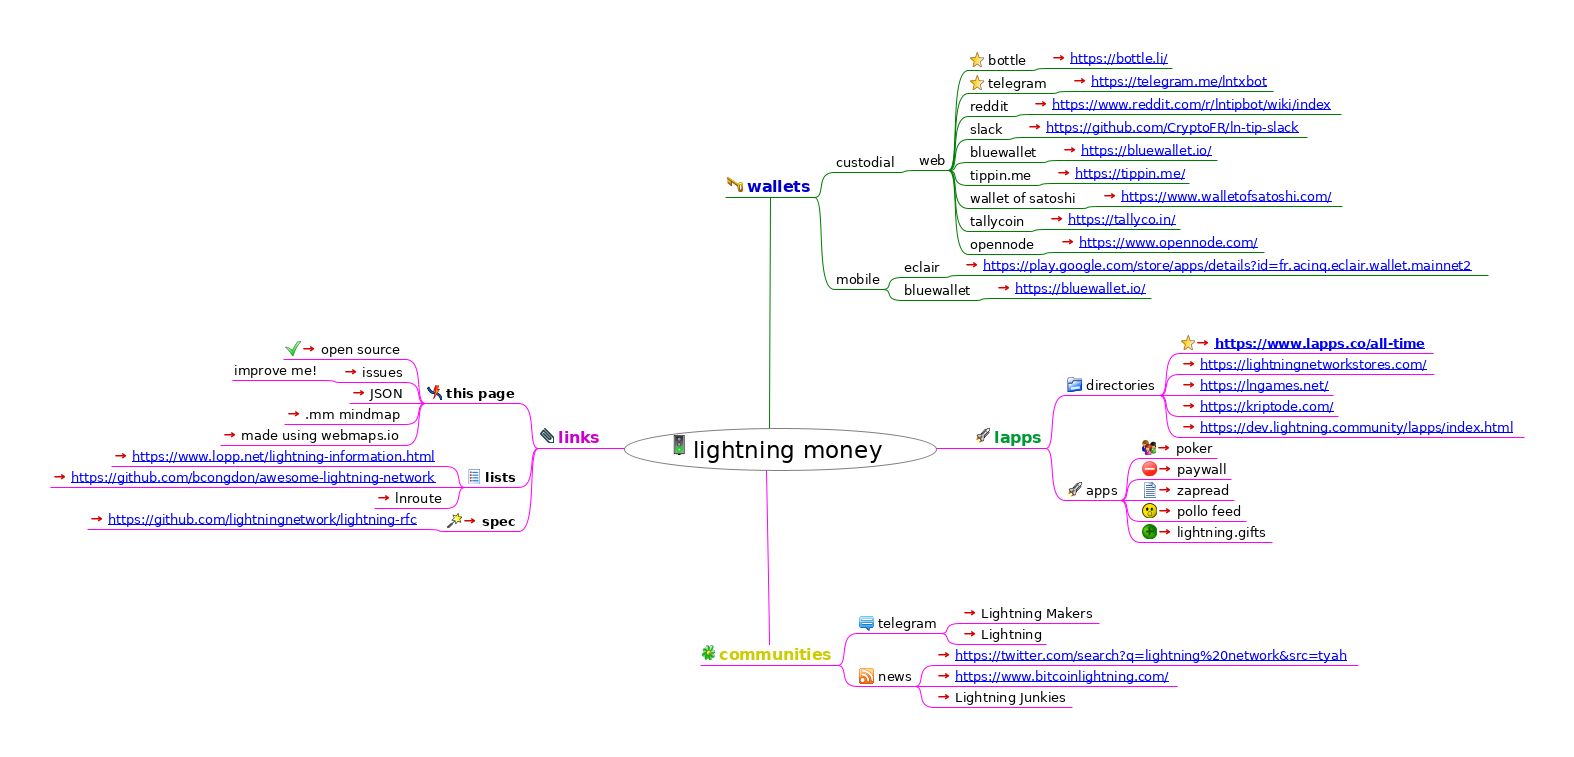 bottle https://bottle.li/
telegram https://telegram.me/lntxbot
reddit https://www.reddit.com/r/lntipbot/wiki/index
slack https://github.com/CryptoFR/ln-tip-slack
bluewallet https://bluewallet.io/
custodial web
tippin.me https://tippin.me/
wallets
wallet of satoshi https://www.walletofsatoshi.com/
tallycoin https://tallyco.in/
opennode https://www.opennode.com/
mobile
eclair https://play.google.com/store/apps/details?id=fr.acinq.eclair.wallet.mainnet2
bluewallet https://bluewallet.io/
lightning money
lapps
directories
https://www.lapps.co/all-time
https://lightningnetworkstores.com/
https://lngames.net/
https://kriptode.com/
https://dev.lightning.community/lapps/index.html
apps
poker
paywall
zapread
pollo feed
lightning.gifts
links
this page
open source
issues
improve me!
JSON
.mm mindmap
made using webmaps.io
lists
https://www.lopp.net/lightning-information.html
https://github.com/bcongdon/awesome-lightning-network
lnroute
spec
https://github.com/lightningnetwork/lightning-rfc
communities
telegram
Lightning Makers
Lightning
news
https://twitter.com/search?q=lightning%20network&src=tyah
https://www.bitcoinlightning.com/
Lightning Junkies